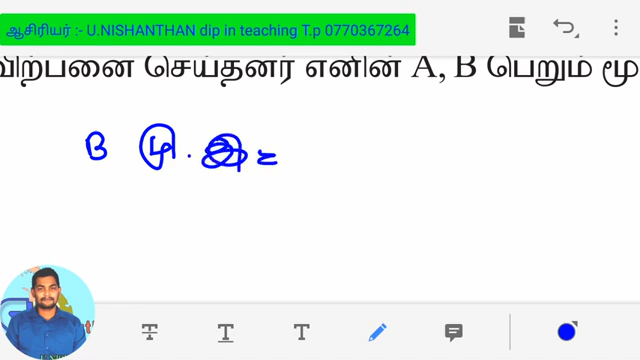 ஆசிரியர் :- U.NISHANTHAN dip in teaching T.p 0770367264
விற்பனை செய்தனர் எனின் A, B பெறும் மூ
B மு.
T T T